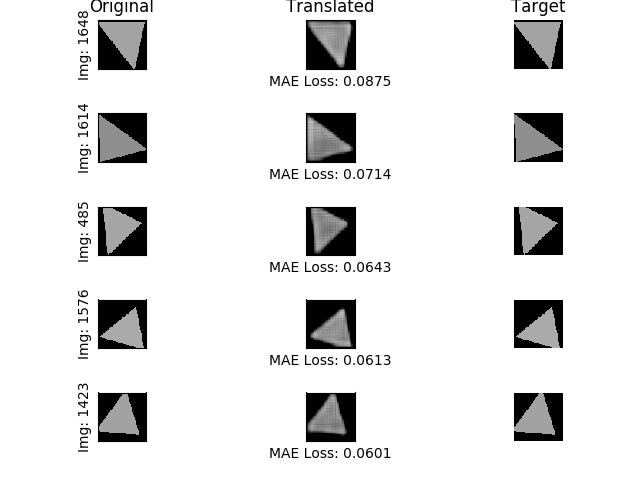 Original Translated Target
Img: 1648
MAE Loss: 0.0875
Img: 1614
MAE Loss: 0.0714
Img: 485
MAE Loss: 0.0643
Img: 1576
MAE Loss: 0.0613
Img: 1423
MAE Loss: 0.0601